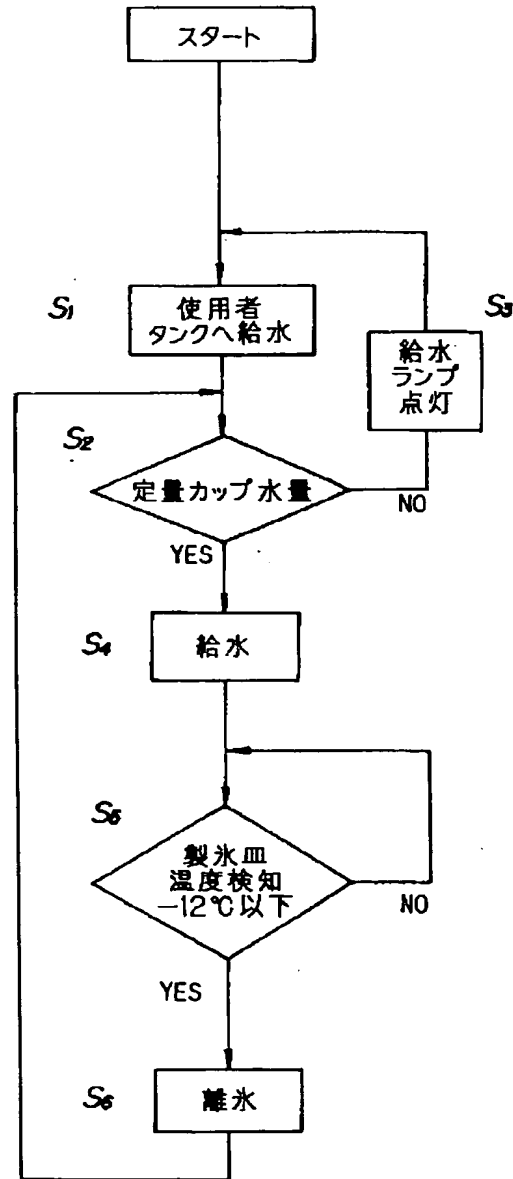 スタート
S1
使用者
タンクへ給水
S3
給水
ランプ
点灯
S2
定量カップ水量
NO
YES
S4
給水
S5
製氷皿
温度検知
−12℃以下
NO
YES
S6
離氷